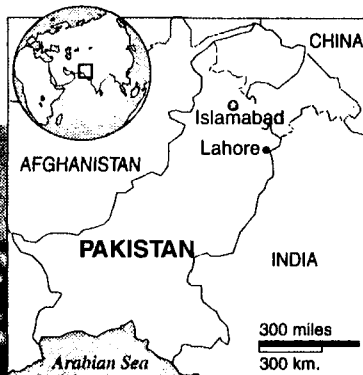 CHINA
Islamabad
Lahore
AFGHANISTAN
PAKISTAN
INDIA
300 miles
300 km.
Arabian Sea